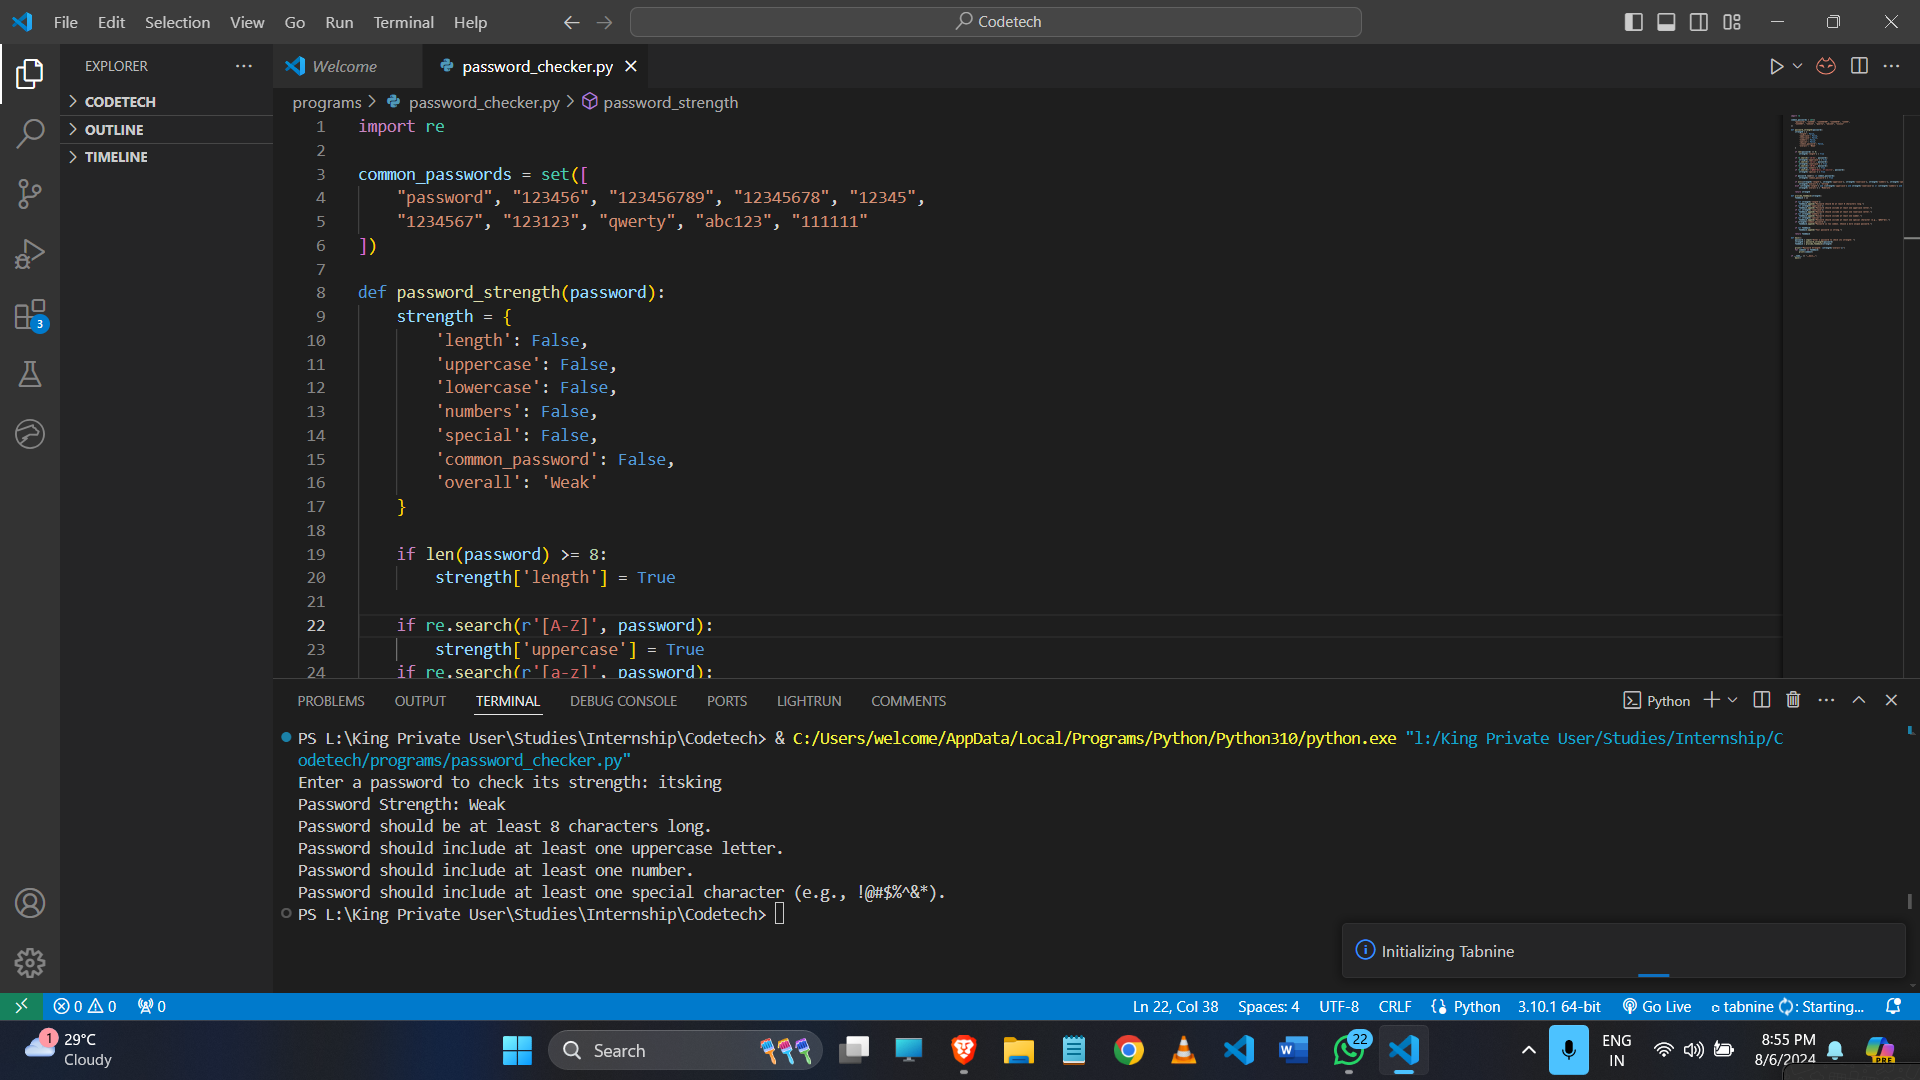 File Edit Selection View Go Run Terminal Help
Codetech
EXPLORER
Welcome
password_checker.py
CODETECH
OUTLINE
TIMELINE
3
programs > password_checker.py > password_strength
1 import re
2
3 common_passwords = set([
4 "password", "123456", "123456789", "12345678", "12345",
5 "1234567", "123123", "qwerty", "abc123", "111111"
6 ])
7
8 def password_strength(password):
9 strength = {
10 'length': False,
11 'uppercase': False,
12 'lowercase': False,
13 'numbers': False,
14 'special': False,
15 'common_password': False,
16 'overall': 'Weak'
17 }
18
19 if len(password) >= 8:
20 strength['length'] = True
21
22 if re.search(r'[A-Z]', password):
23 strength['uppercase'] = True
24 if re.search(r'[a-z]', password):
PROBLEMS OUTPUT TERMINAL DEBUG CONSOLE PORTS LIGHTRUN COMMENTS
Python
PS L:\King Private User\Studies\Internship\Codetech> & C:/Users/welcome/AppData/Local/Programs/Python/Python310/python.exe "l:/King Private User/Studies/Internship/C
odetech/programs/password_checker.py"
Enter a password to check its strength: itsking
Password Strength: Weak
Password should be at least 8 characters long.
Password should include at least one uppercase letter.
Password should include at least one number.
Password should include at least one special character (e.g., !@#$%^&*).
PS L:\King Private User\Studies\Internship\Codetech>
Initializing Tabnine
0 0 0
Ln 22, Col 38 Spaces: 4 UTF-8 CRLF Python 3.10.1 64-bit Go Live tabnine : Starting...
1
29°C
Cloudy
Search
22
ENG
IN
8:55 PM
8/6/2024
PRE